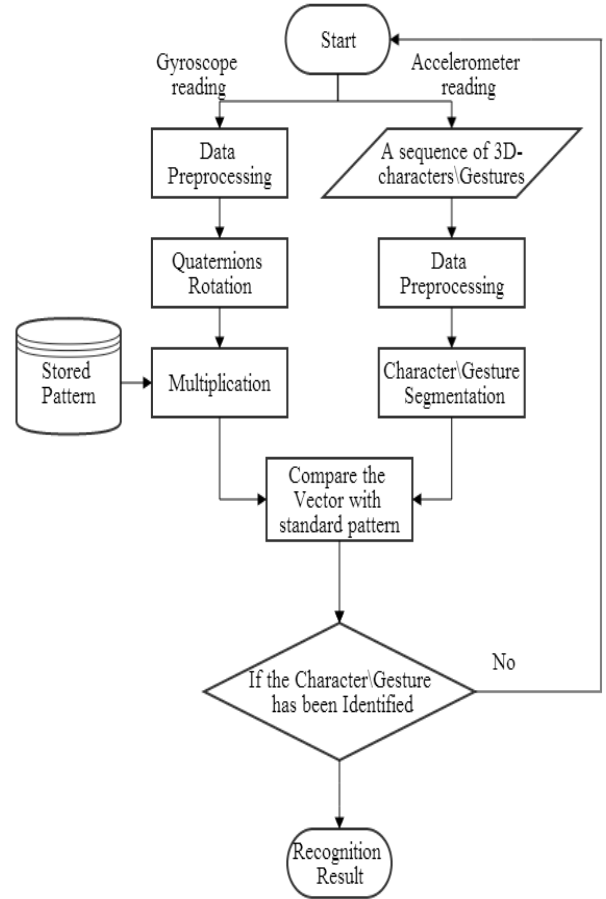 Start
Gyroscope
reading
Accelerometer
reading
Data
Preprocessing
A sequence of 3D-
characters\Gestures
Quaternions
Rotation
Data
Preprocessing
Stored
Pattern
Multiplication
Character\Gesture
Segmentation
Compare the
Vector with
standard pattern
If the Character\Gesture
has been Identified
No
Recognition
Result